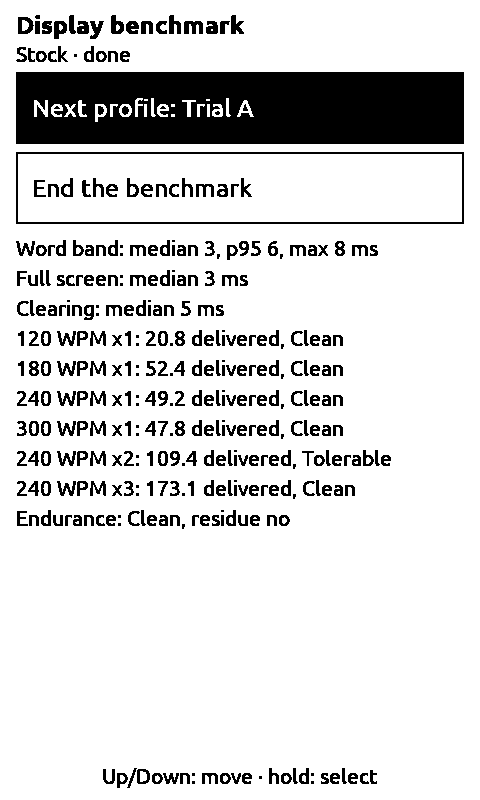 Display benchmark
Stock · done
Next profile: Trial A
End the benchmark
Word band: median 3, p95 6, max 8 ms
Full screen: median 3 ms
Clearing: median 5 ms
120 WPM x1: 20.8 delivered, Clean
180 WPM x1: 52.4 delivered, Clean
240 WPM x1: 49.2 delivered, Clean
300 WPM x1: 47.8 delivered, Clean
240 WPM x2: 109.4 delivered, Tolerable
240 WPM x3: 173.1 delivered, Clean
Endurance: Clean, residue no
Up/Down: move · hold: select